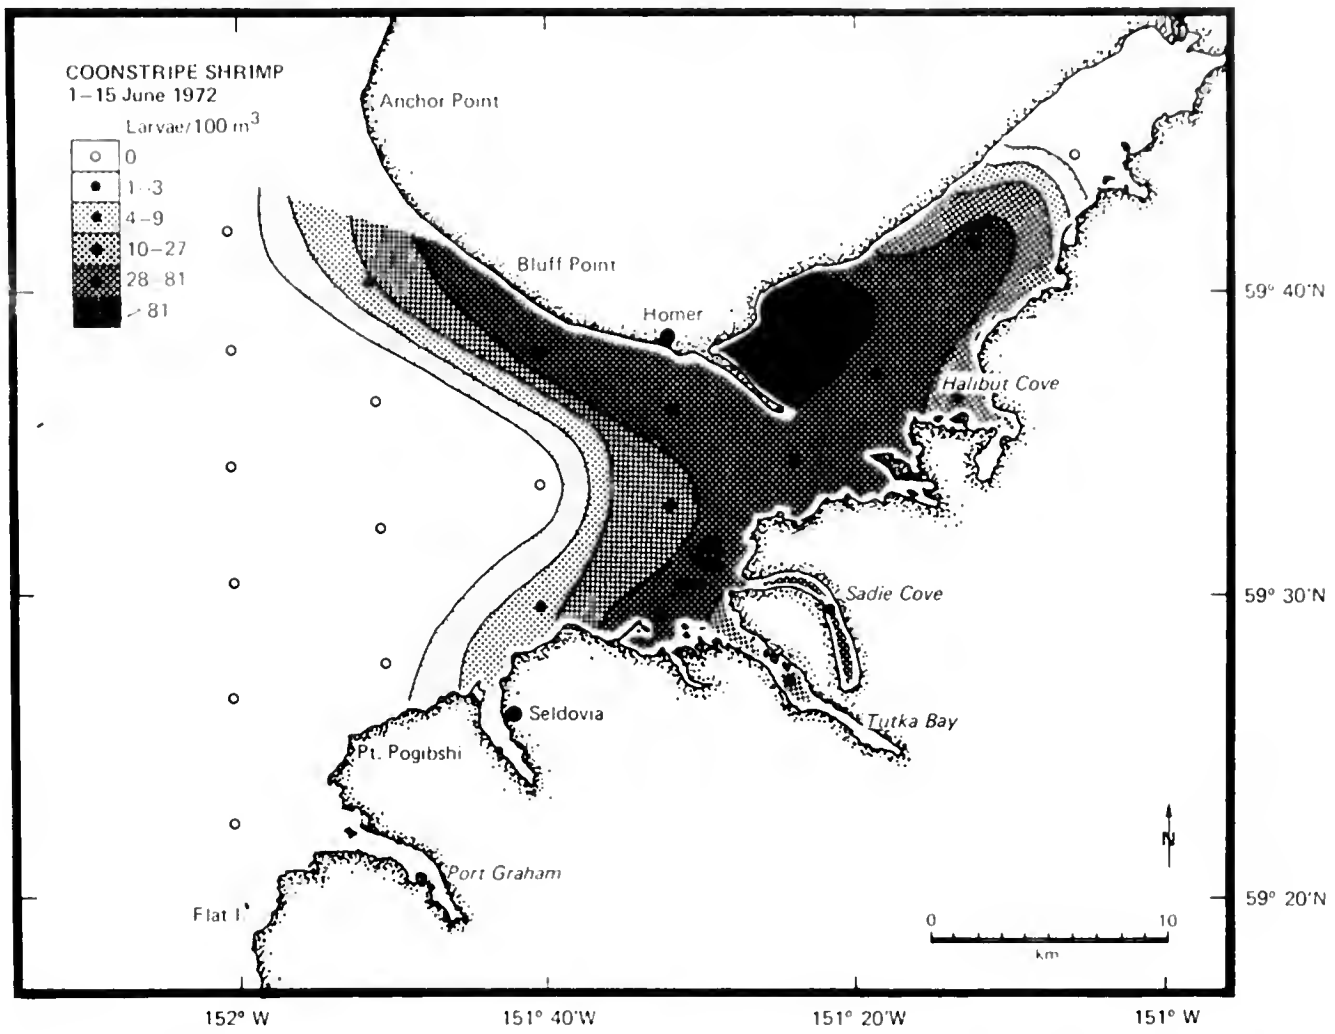 COONSTRIPE SHRIMP
1–15 June 1972
Larvae/100 m³
0
1–3
4–9
10–27
28–81
> 81
Anchor Point
Bluff Point
Homer
59° 40'N
Halibut Cove
Sadie Cove
59° 30'N
Seldovia
Tutka Bay
Pt. Pogibshi
N
Port Graham
Flat I.
59° 20'N
0 10
km
152° W 151° 40'W 151° 20'W 151° W